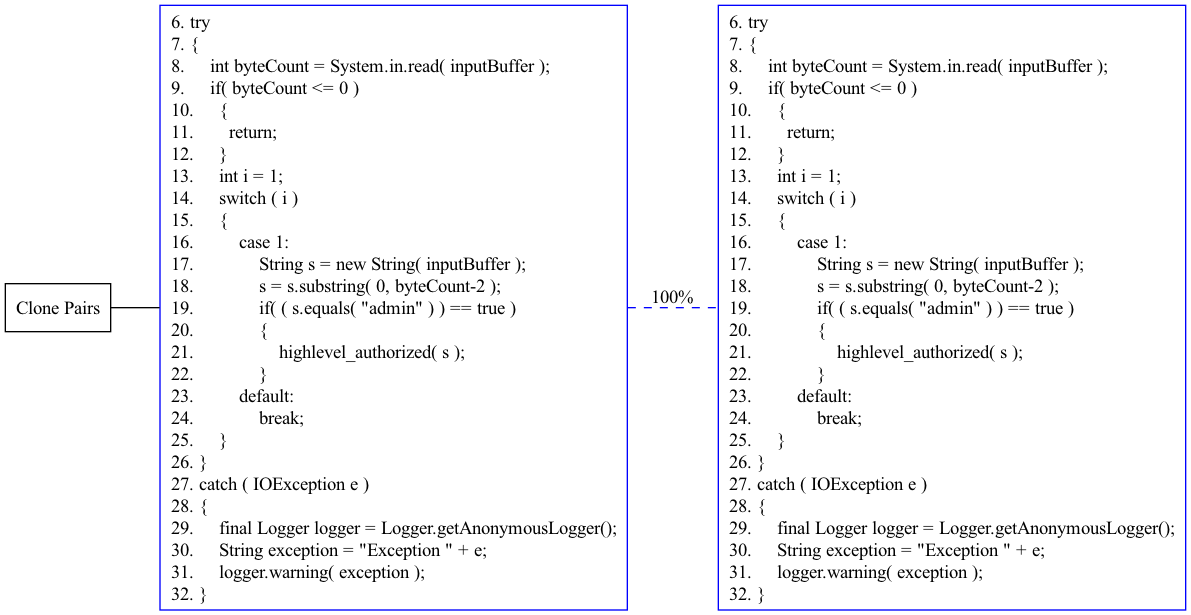 Clone Pairs
6. try
7. {
8. int byteCount = System.in.read( inputBuffer );
9. if( byteCount <= 0 )
10. {
11. return;
12. }
13. int i = 1;
14. switch ( i )
15. {
16. case 1:
17. String s = new String( inputBuffer );
18. s = s.substring( 0, byteCount-2 );
19. if( ( s.equals( "admin" ) ) == true )
20. {
21. highlevel_authorized( s );
22. }
23. default:
24. break;
25. }
26. }
27. catch ( IOException e )
28. {
29. final Logger logger = Logger.getAnonymousLogger();
30. String exception = "Exception " + e;
31. logger.warning( exception );
32. }
100%
6. try
7. {
8. int byteCount = System.in.read( inputBuffer );
9. if( byteCount <= 0 )
10. {
11. return;
12. }
13. int i = 1;
14. switch ( i )
15. {
16. case 1:
17. String s = new String( inputBuffer );
18. s = s.substring( 0, byteCount-2 );
19. if( ( s.equals( "admin" ) ) == true )
20. {
21. highlevel_authorized( s );
22. }
23. default:
24. break;
25. }
26. }
27. catch ( IOException e )
28. {
29. final Logger logger = Logger.getAnonymousLogger();
30. String exception = "Exception " + e;
31. logger.warning( exception );
32. }